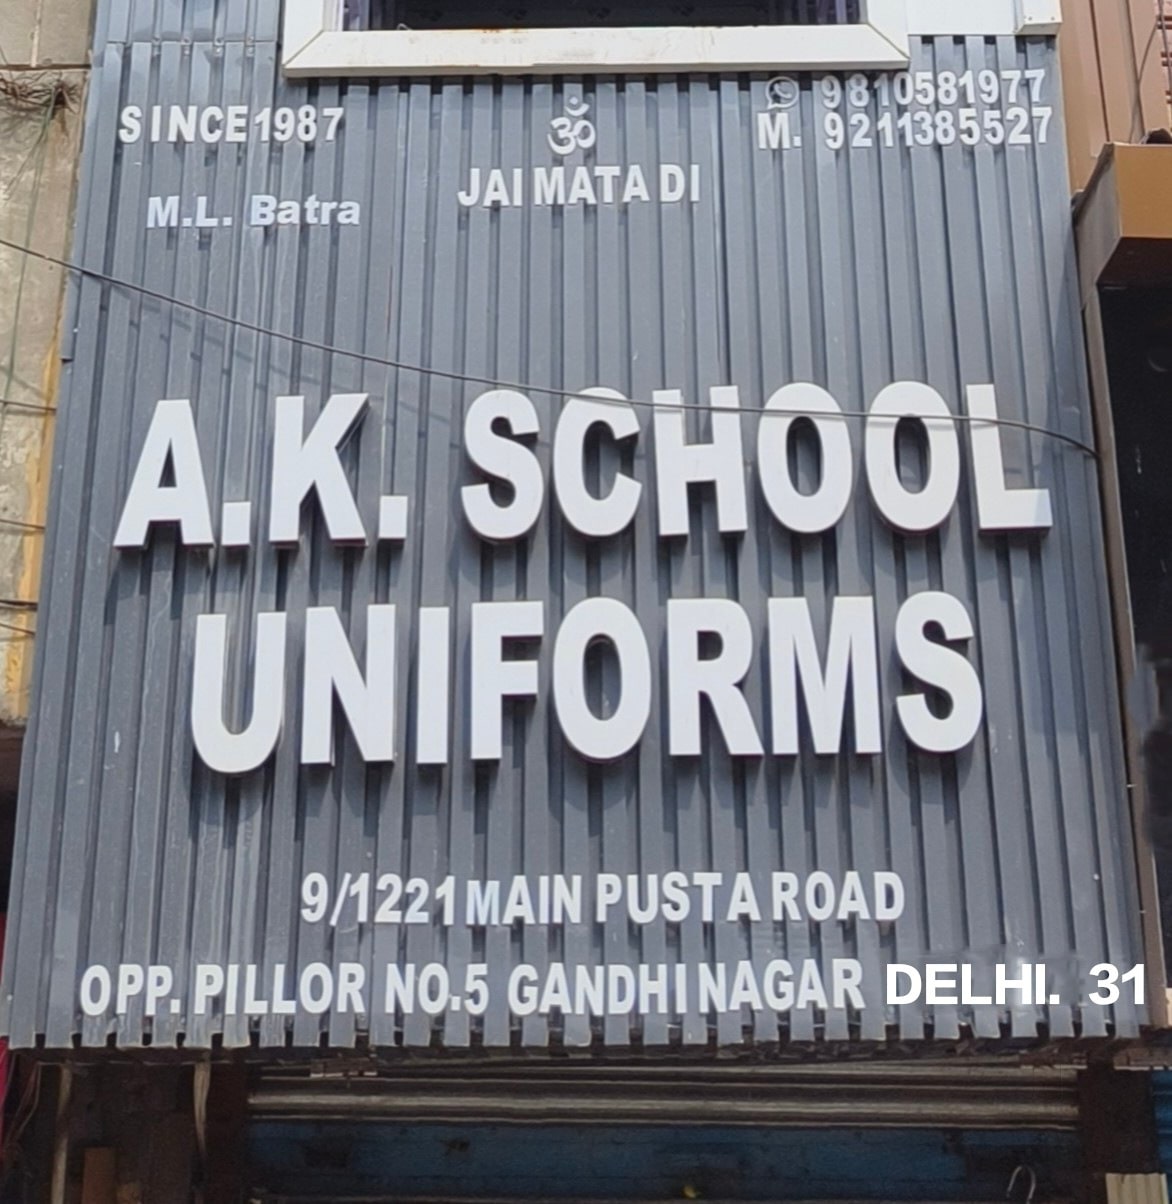 SINCE 1987
ॐ
9810581977
M. 9211385527
JAI MATA DI
M.L. Batra
A.K. SCHOOL
UNIFORMS
9/1221 MAIN PUSTA ROAD
OPP. PILLOR NO.5 GANDHI NAGAR DELHI. 31